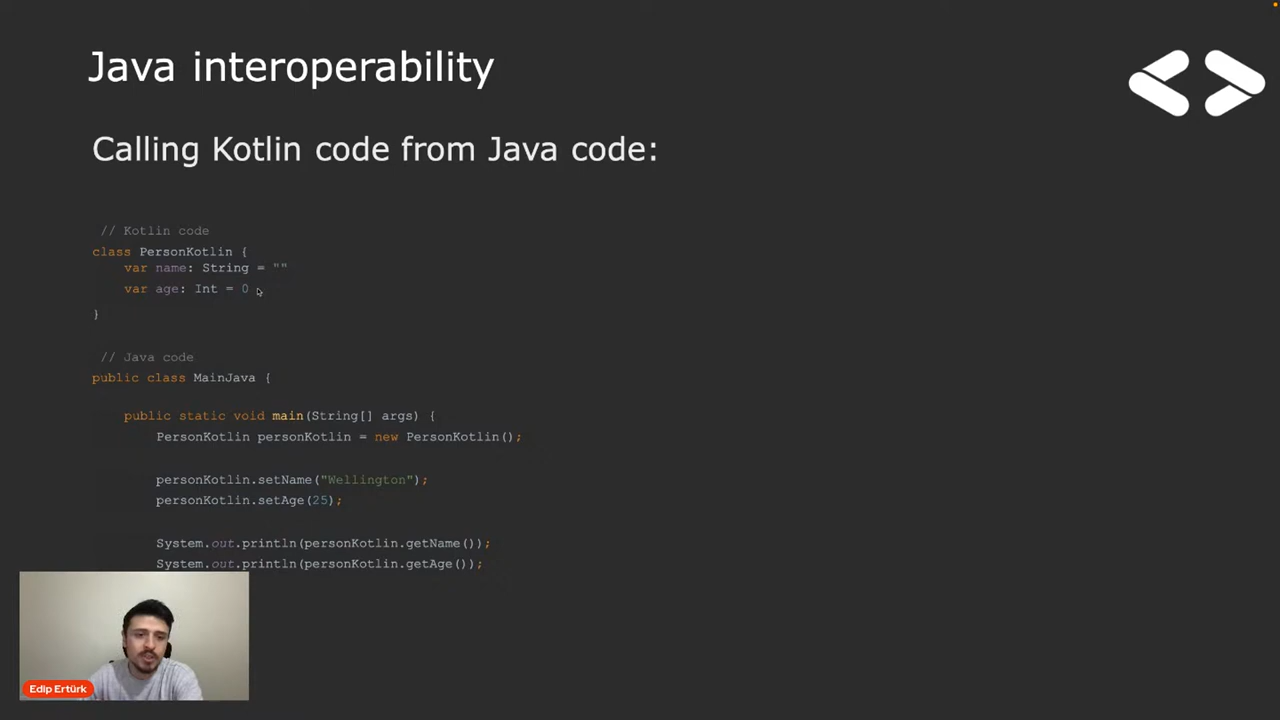 Java interoperability
Calling Kotlin code from Java code:
// Kotlin code
class PersonKotlin {
var name: String = ""
var age: Int = 0
}
// Java code
public class MainJava {
public static void main(String[] args) {
PersonKotlin personKotlin = new PersonKotlin();
personKotlin.setName("Wellington");
personKotlin.setAge(25);
System.out.println(personKotlin.getName());
System.out.println(personKotlin.getAge());
Edip Ertürk